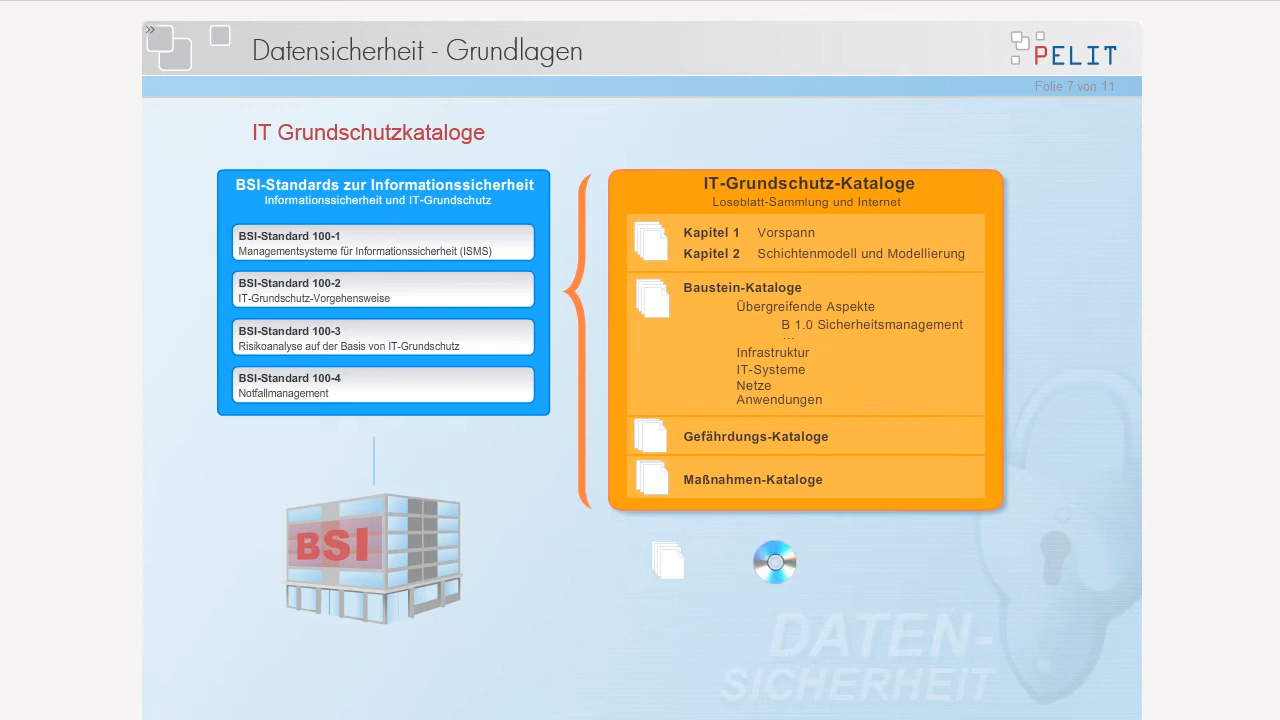 »
Datensicherheit - Grundlagen
PELIT
Folie 7 von 11
IT Grundschutzkataloge
BSI-Standards zur Informationssicherheit
Informationssicherheit und IT-Grundschutz
BSI-Standard 100-1
Managementsysteme für Informationssicherheit (ISMS)
BSI-Standard 100-2
IT-Grundschutz-Vorgehensweise
BSI-Standard 100-3
Risikoanalyse auf der Basis von IT-Grundschutz
BSI-Standard 100-4
Notfallmanagement
BSI
IT-Grundschutz-Kataloge
Loseblatt-Sammlung und Internet
Kapitel 1 Vorspann
Kapitel 2 Schichtenmodell und Modellierung
Baustein-Kataloge
Übergreifende Aspekte
B 1.0 Sicherheitsmanagement
...
Infrastruktur
IT-Systeme
Netze
Anwendungen
Gefährdungs-Kataloge
Maßnahmen-Kataloge
DATEN-
SICHERHEIT